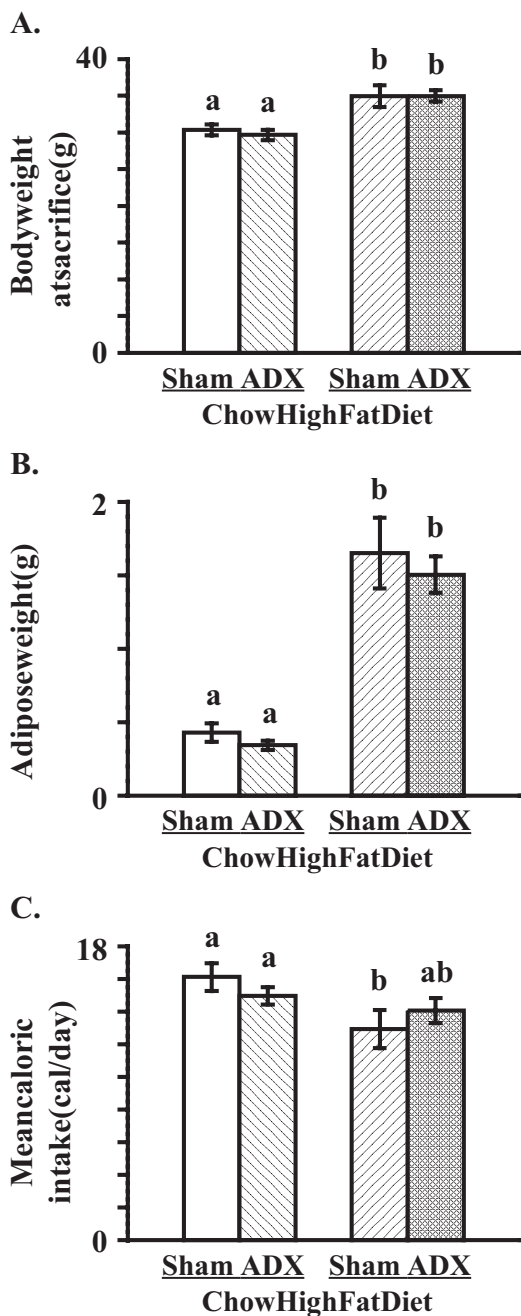 A.
40
b b
a a
Bodyweight
atsacrifice(g)
0
Sham ADX Sham ADX
ChowHighFatDiet
B.
2
b
b
Adiposeweight(g)
a a
0
Sham ADX Sham ADX
ChowHighFatDiet
C.
18
a
a
b ab
Meancaloric
intake(cal/day)
0
Sham ADX Sham ADX
ChowHighFatDiet